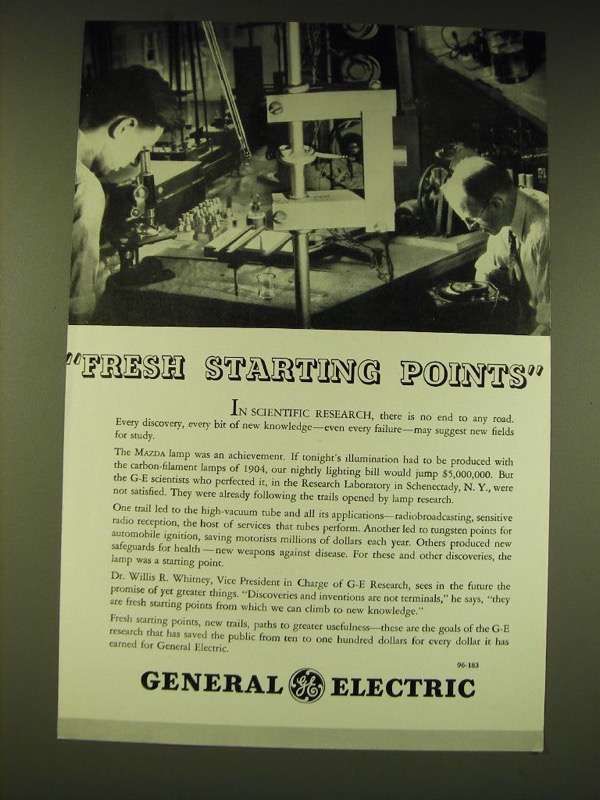 "FRESH STARTING POINTS"
IN SCIENTIFIC RESEARCH, there is no end to any road.
Every discovery, every bit of new knowledge—even every failure—may suggest new fields
for study.
The MAZDA lamp was an achievement. If tonight's illumination had to be produced with
the carbon-filament lamps of 1904, our nightly lighting bill would jump $5,000,000. But
the G-E scientists who perfected it, in the Research Laboratory in Schenectady, N. Y., were
not satisfied. They were already following the trails opened by lamp research.
One trail led to the high-vacuum tube and all its applications—radiobroadcasting, sensitive
radio reception, the host of services that tubes perform. Another led to tungsten points for
automobile ignition, saving motorists millions of dollars each year. Others produced new
safeguards for health—new weapons against disease. For these and other discoveries, the
lamp was a starting point.
Dr. Willis R. Whitney, Vice President in Charge of G-E Research, sees in the future the
promise of yet greater things. "Discoveries and inventions are not terminals," he says, "they
are fresh starting points from which we can climb to new knowledge."
Fresh starting points, new trails, paths to greater usefulness—these are the goals of the G-E
research that has saved the public from ten to one hundred dollars for every dollar it has
earned for General Electric.
96-183
GENERAL GE ELECTRIC